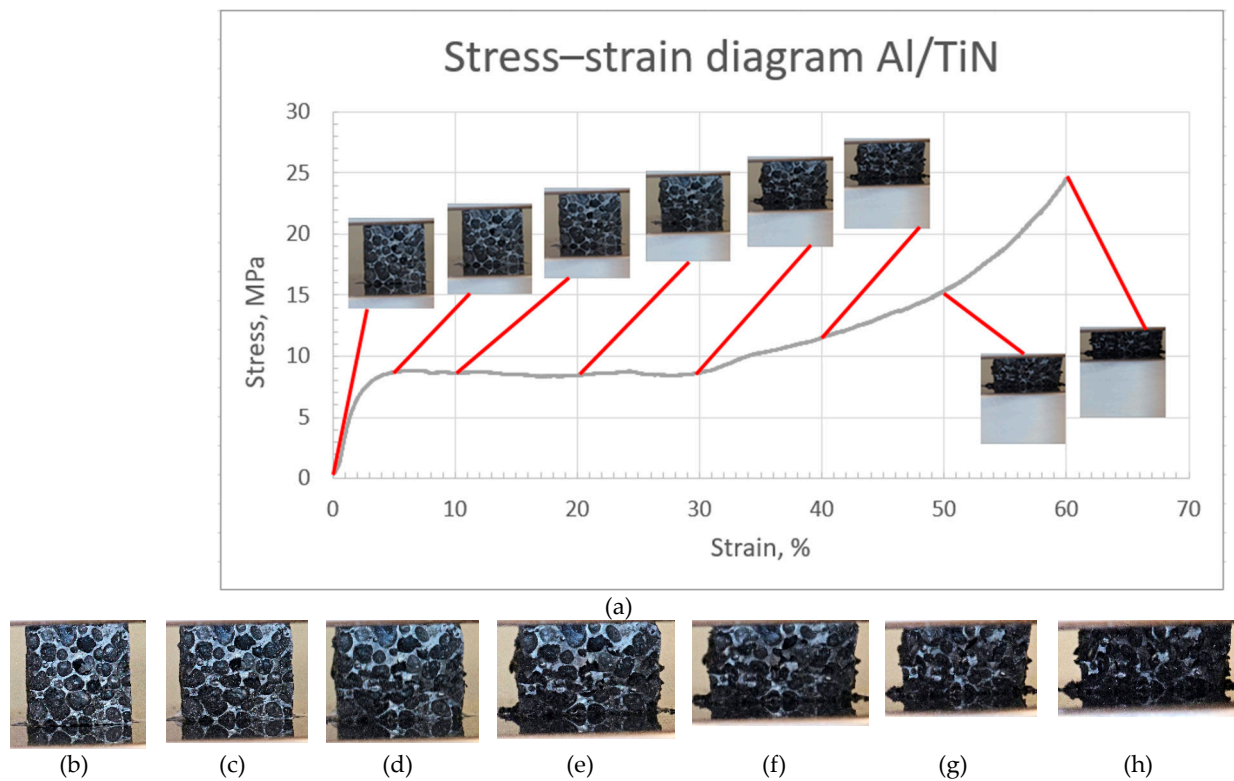 Stress–strain diagram Al/TiN
30
25
20
15
10
5
0
Stress, MPa
0 10 20 30 40 50 60 70
Strain, %
(a)
(b) (c) (d) (e) (f) (g) (h)